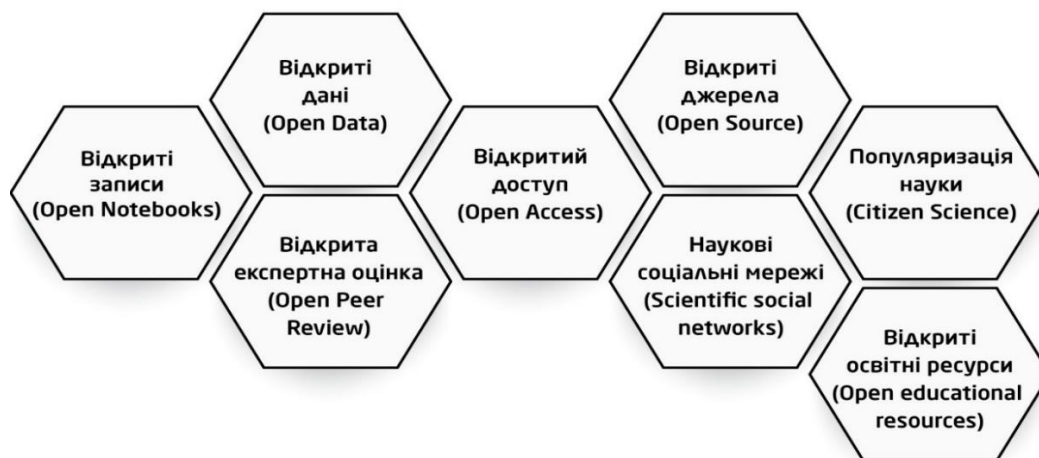 Відкриті
дані
(Open Data)
Відкриті
джерела
(Open Source)
Відкриті
записи
(Open Notebooks)
Відкритий
доступ
(Open Access)
Популяризація
науки
(Citizen Science)
Відкрита
експертна оцінка
(Open Peer
Review)
Наукові
соціальні мережі
(Scientific social
networks)
Відкриті
освітні ресурси
(Open educational
resources)